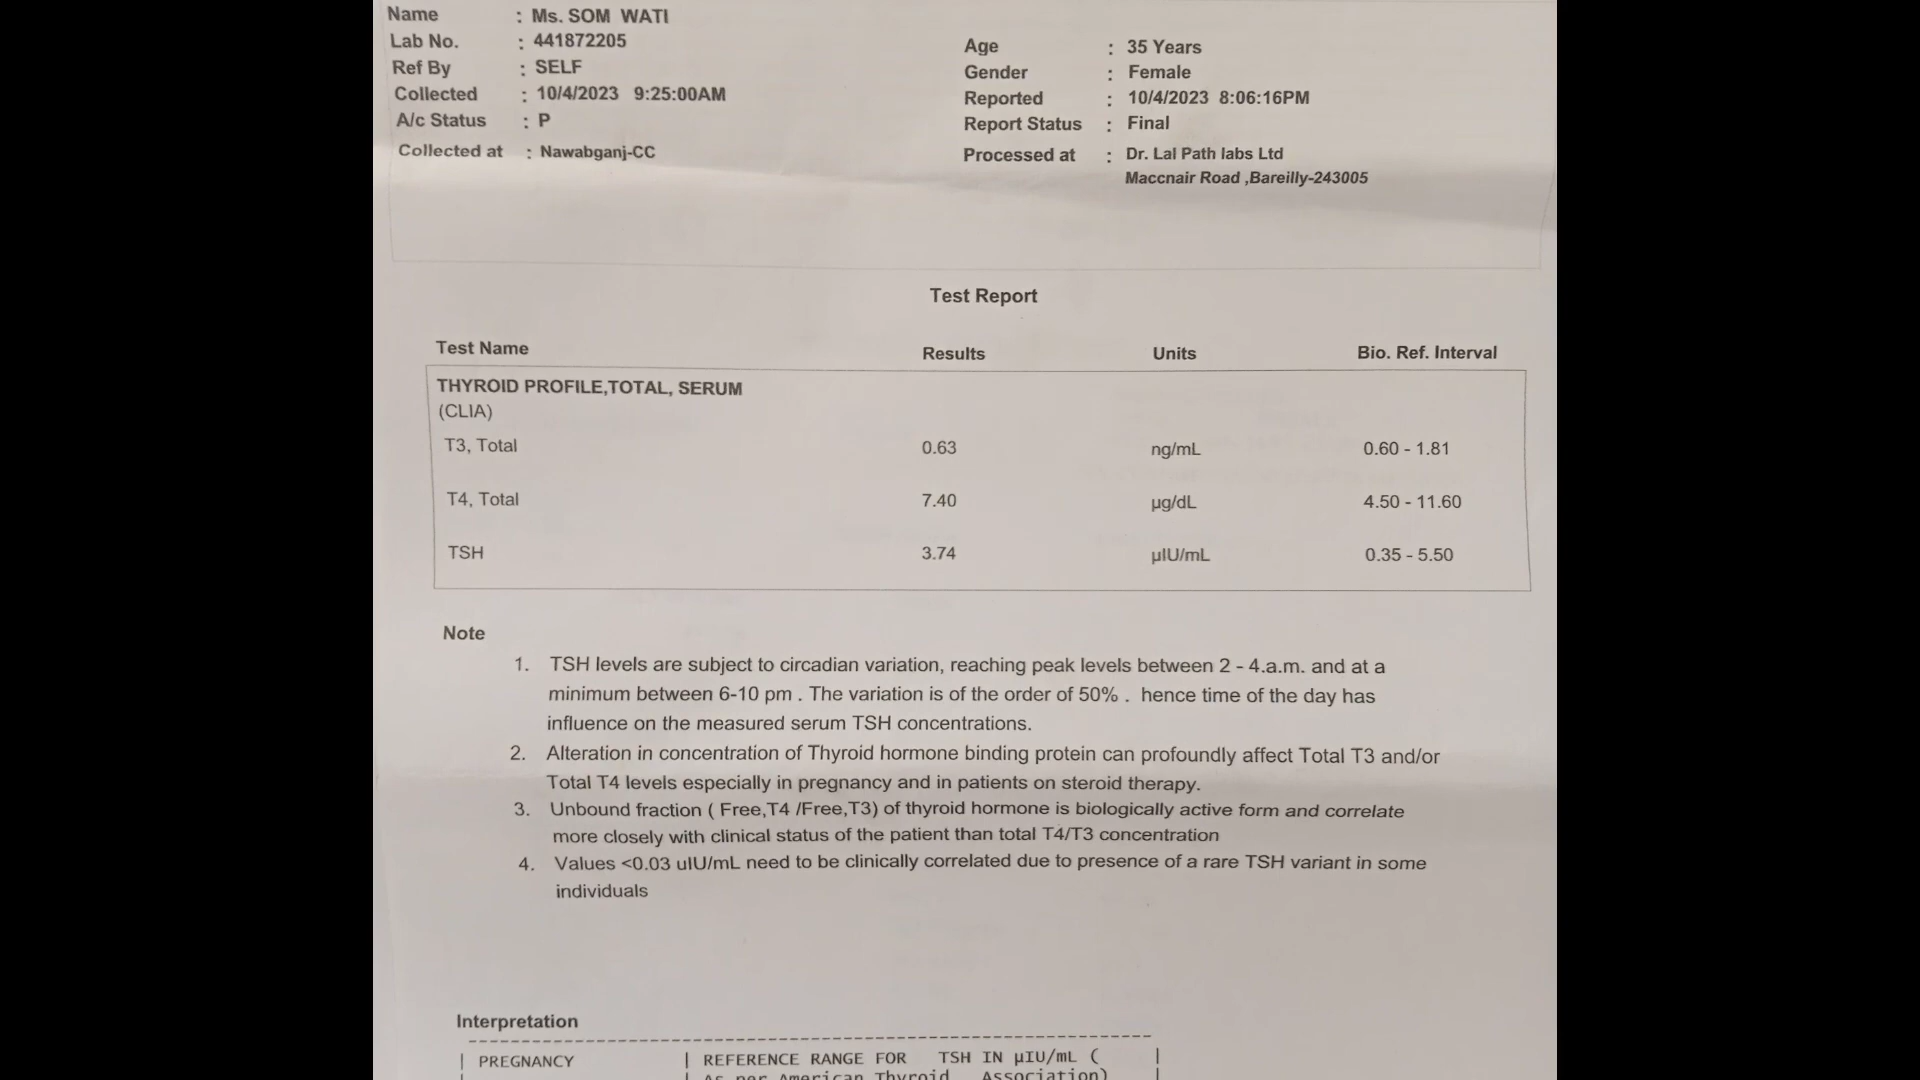 Name : Ms. SOM WATI
Lab No. : 441872205
Ref By : SELF
Collected : 10/4/2023 9:25:00AM
A/c Status : P
Collected at : Nawabganj-CC
Age : 35 Years
Gender : Female
Reported : 10/4/2023 8:06:16PM
Report Status : Final
Processed at : Dr. Lal Path labs Ltd
Maccnair Road ,Bareilly-243005
Test Report
Test Name Results Units Bio. Ref. Interval
THYROID PROFILE,TOTAL, SERUM
(CLIA)
T3, Total 0.63 ng/mL 0.60 - 1.81
T4, Total 7.40 µg/dL 4.50 - 11.60
TSH 3.74 µIU/mL 0.35 - 5.50
Note
1. TSH levels are subject to circadian variation, reaching peak levels between 2 - 4.a.m. and at a
minimum between 6-10 pm . The variation is of the order of 50% . hence time of the day has
influence on the measured serum TSH concentrations.
2. Alteration in concentration of Thyroid hormone binding protein can profoundly affect Total T3 and/or
Total T4 levels especially in pregnancy and in patients on steroid therapy.
3. Unbound fraction ( Free,T4 /Free,T3) of thyroid hormone is biologically active form and correlate
more closely with clinical status of the patient than total T4/T3 concentration
4. Values <0.03 uIU/mL need to be clinically correlated due to presence of a rare TSH variant in some
individuals
Interpretation
| PREGNANCY | REFERENCE RANGE FOR TSH IN µIU/mL ( |
| | As per American Thyroid Association) |